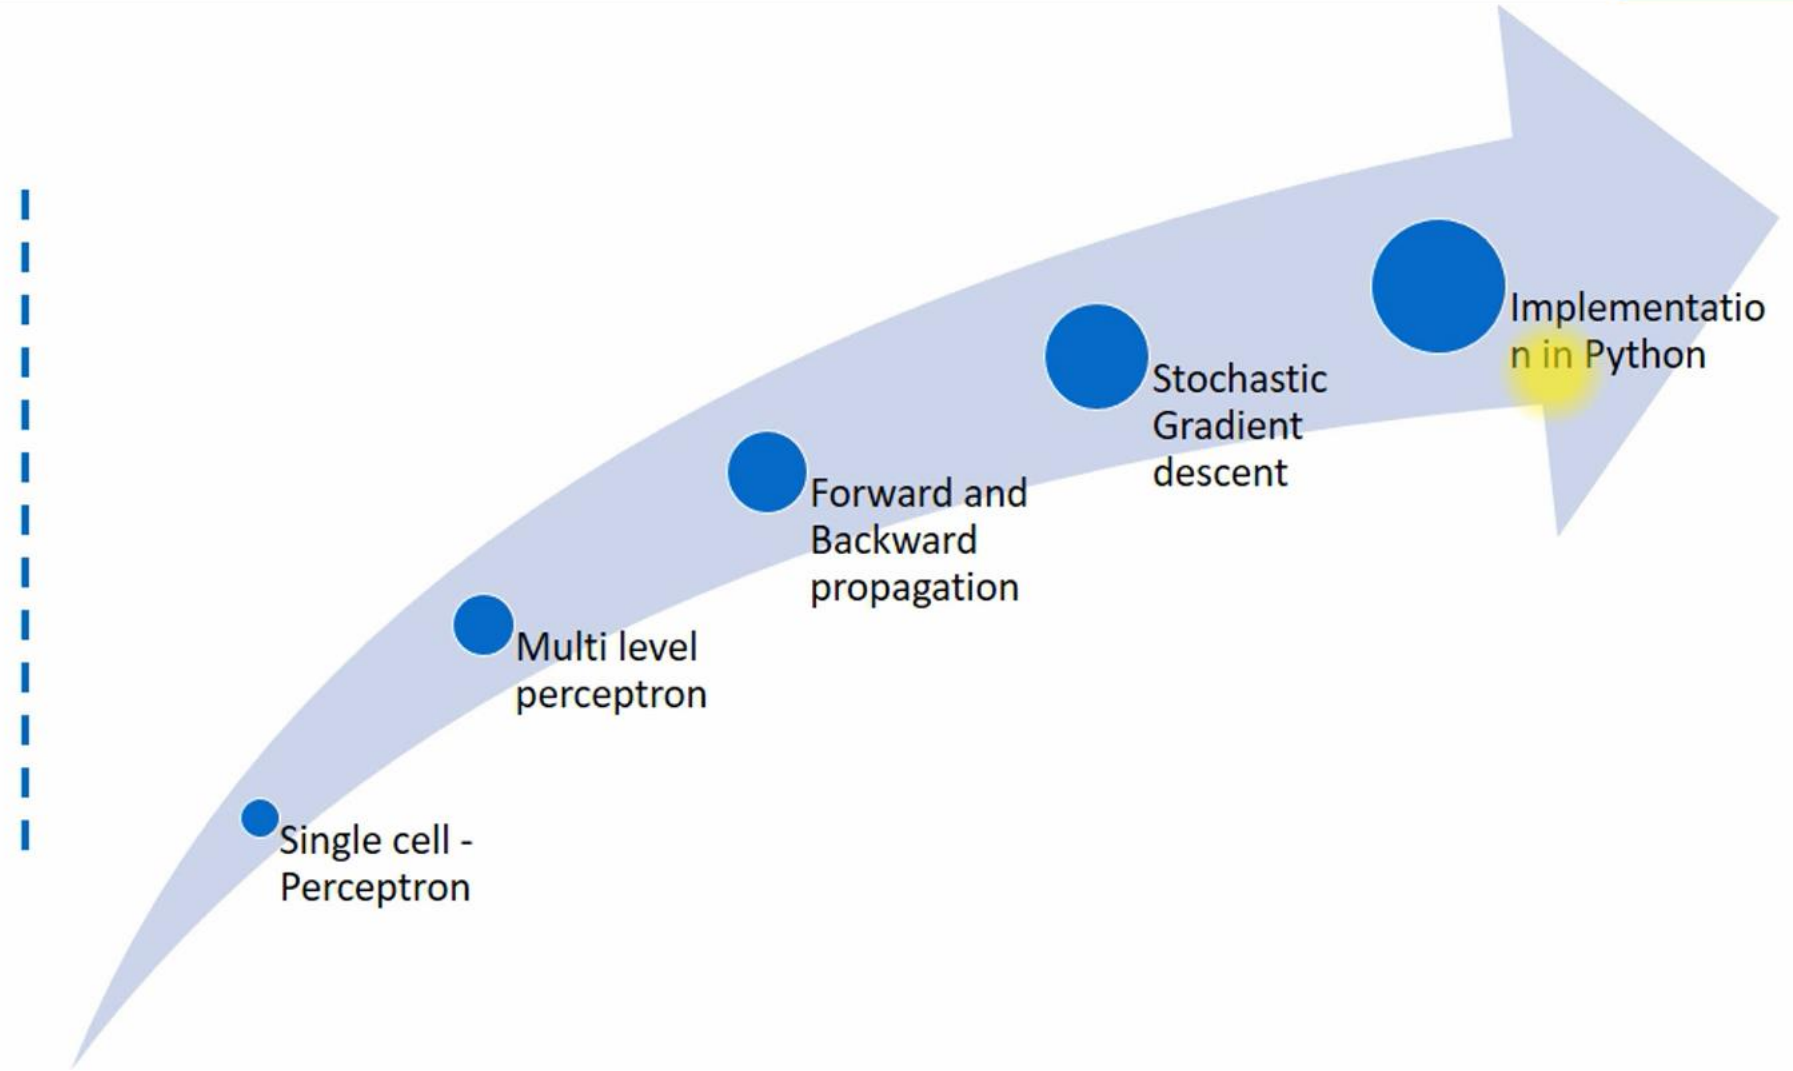 Single cell -
Perceptron
Multi level
perceptron
Forward and
Backward
propagation
Stochastic
Gradient
descent
Implementatio
n in Python